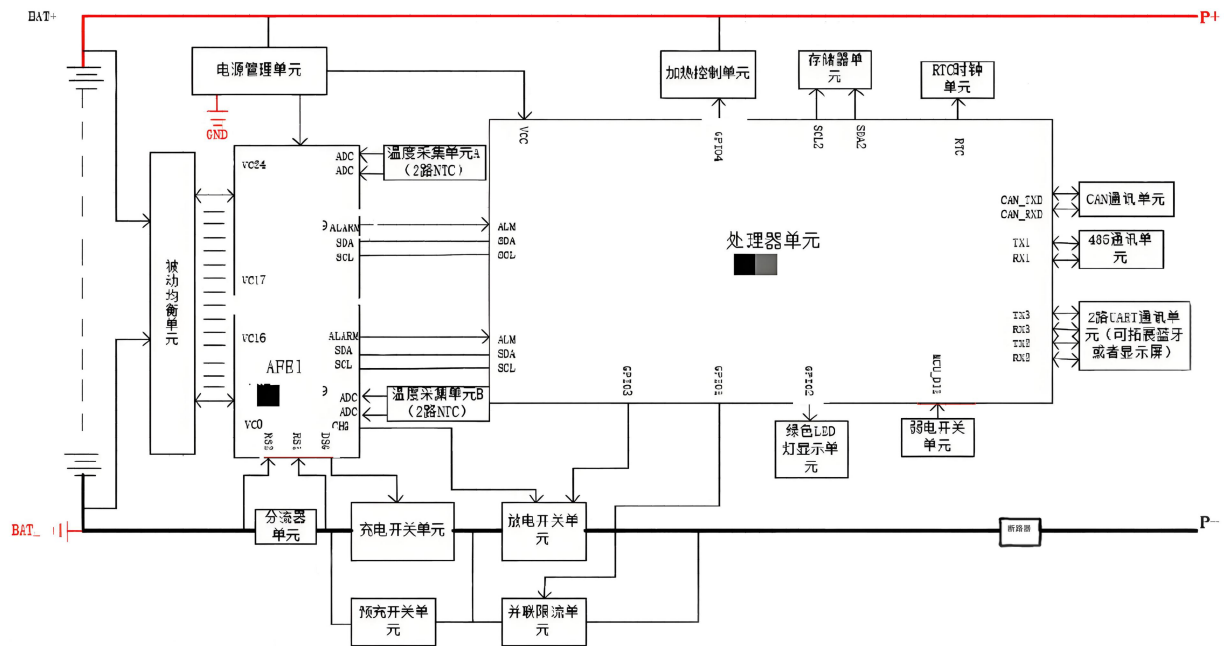 BAT+
P+
电源管理单元
加热控制单元
存储器单
元
RTC时钟
单元
GND
VCC
GPIO4
SCL2
SDA2
RTC
VC24
ADC
ADC
温度采集单元A
（2路NTC）
CAN_TXD
CAN_RXD
CAN通讯单元
ALARM
SDA
SCL
ALM
SDA
SCL
处理器单元
TX1
RX1
485通讯单
元
被动均衡单元
VC17
VC16
ALARM
SDA
SCL
ALM
SDA
SCL
TX3
RX3
TX2
RX2
2路UART通讯单
元（可拓展蓝牙
或者显示屏）
AFE1
ADC
ADC
温度采集单元B
（2路NTC）
VC0
RS2
RS1
DSG
GPIO3
GPIO2
绿色LED
灯显示单
元
弱电开关
单元
分流器
单元
充电开关单元
放电开关单
元
断路器
BAT_
P-
预充开关单
元
并联限流单
元